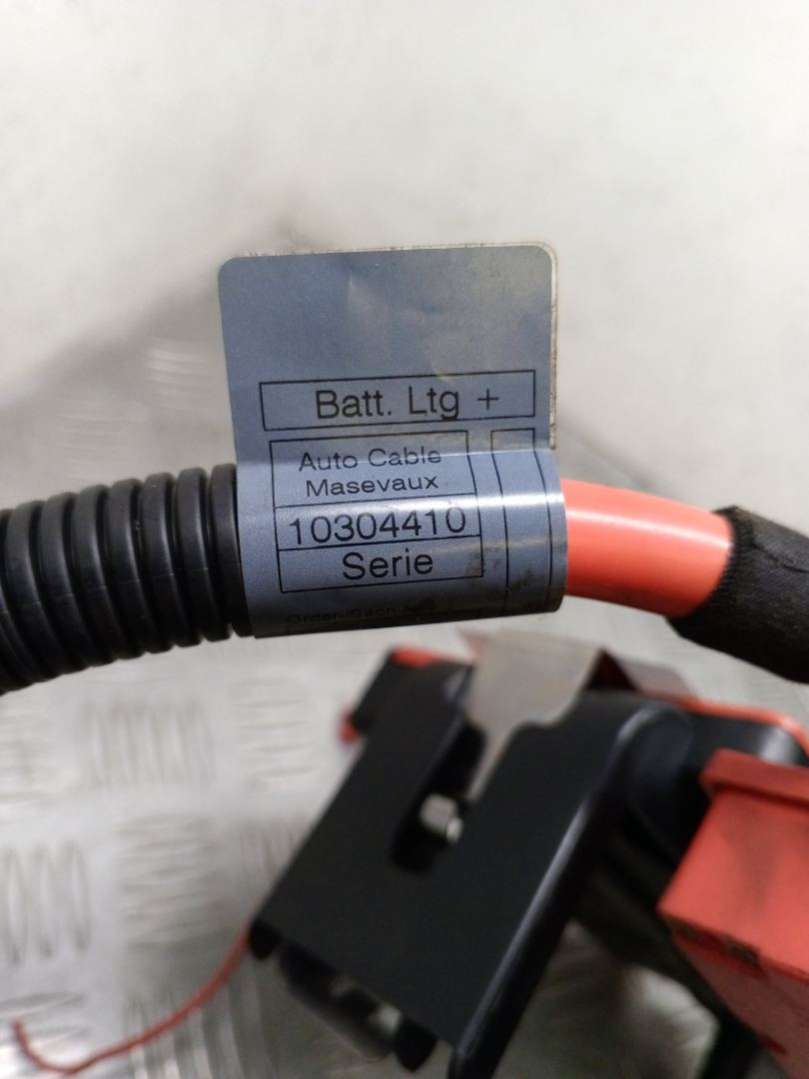 Batt. Ltg +
Auto Cable
Masevaux
10304410
Serie